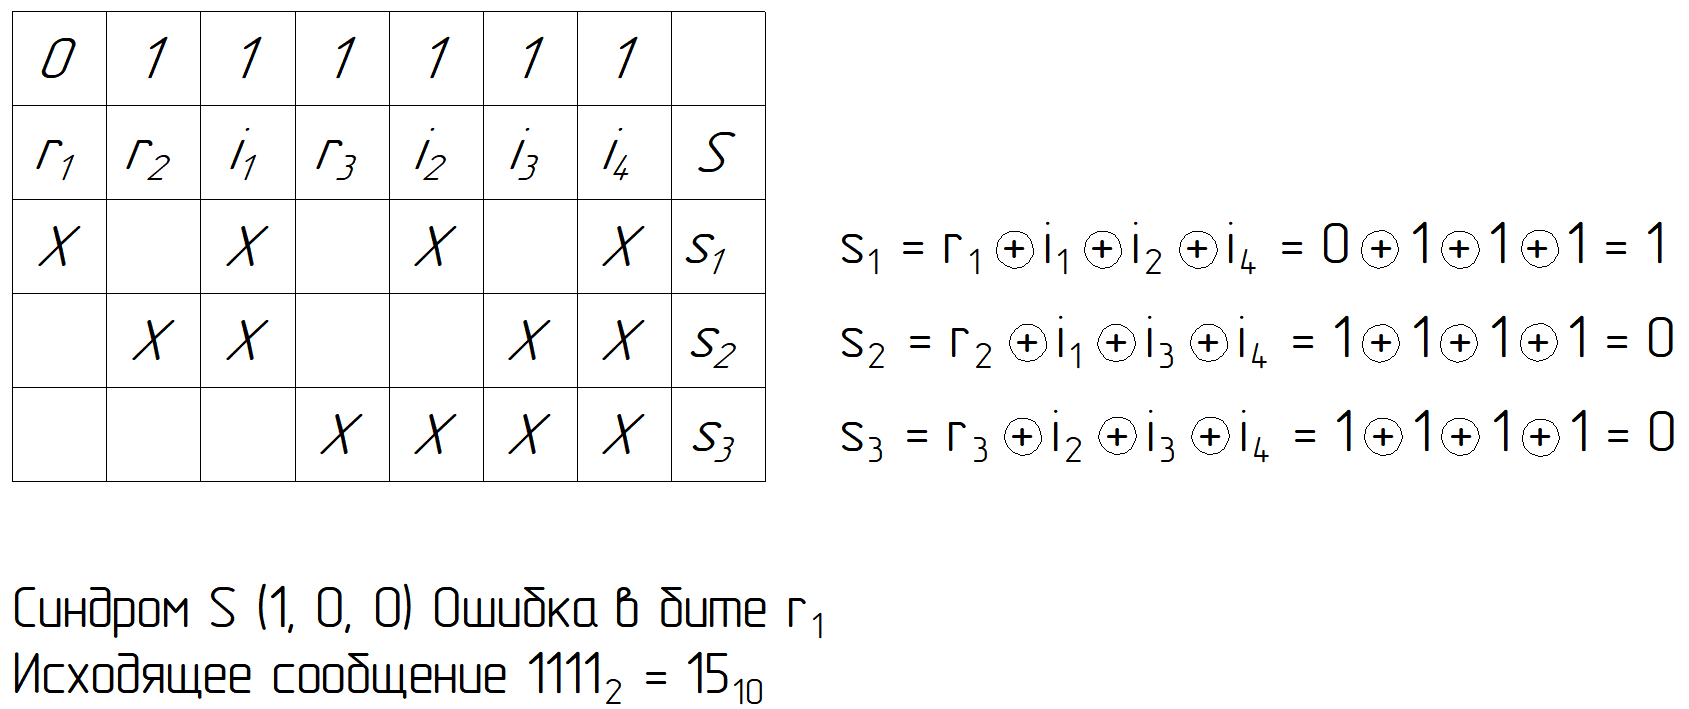 0 1 1 1 1 1 1
r₁ r₂ i₁ r₃ i₂ i₃ i₄ S
X X X X s₁
X X X X s₂
X X X X s₃
s₁ = r₁ ⊕ i₁ ⊕ i₂ ⊕ i₄ = 0 ⊕ 1 ⊕ 1 ⊕ 1 = 1
s₂ = r₂ ⊕ i₁ ⊕ i₃ ⊕ i₄ = 1 ⊕ 1 ⊕ 1 ⊕ 1 = 0
s₃ = r₃ ⊕ i₂ ⊕ i₃ ⊕ i₄ = 1 ⊕ 1 ⊕ 1 ⊕ 1 = 0
Синдром S (1, 0, 0) Ошибка в бите r₁
Исходящее сообщение 1111₂ = 15₁₀